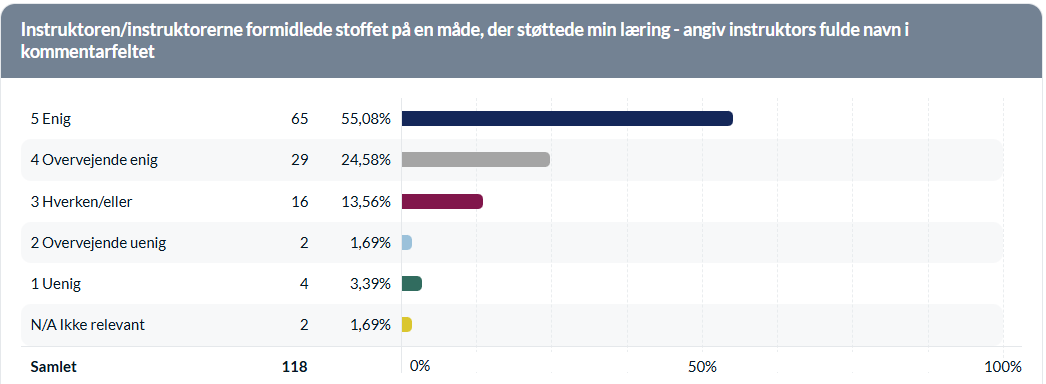 Instruktoren/instruktorerne formidlede stoffet på en måde, der støttede min læring - angiv instruktors fulde navn i
kommentarfeltet
5 Enig 65 55,08%
4 Overvejende enig 29 24,58%
3 Hverken/eller 16 13,56%
2 Overvejende uenig 2 1,69%
1 Uenig 4 3,39%
N/A Ikke relevant 2 1,69%
Samlet 118 0% 50% 100%